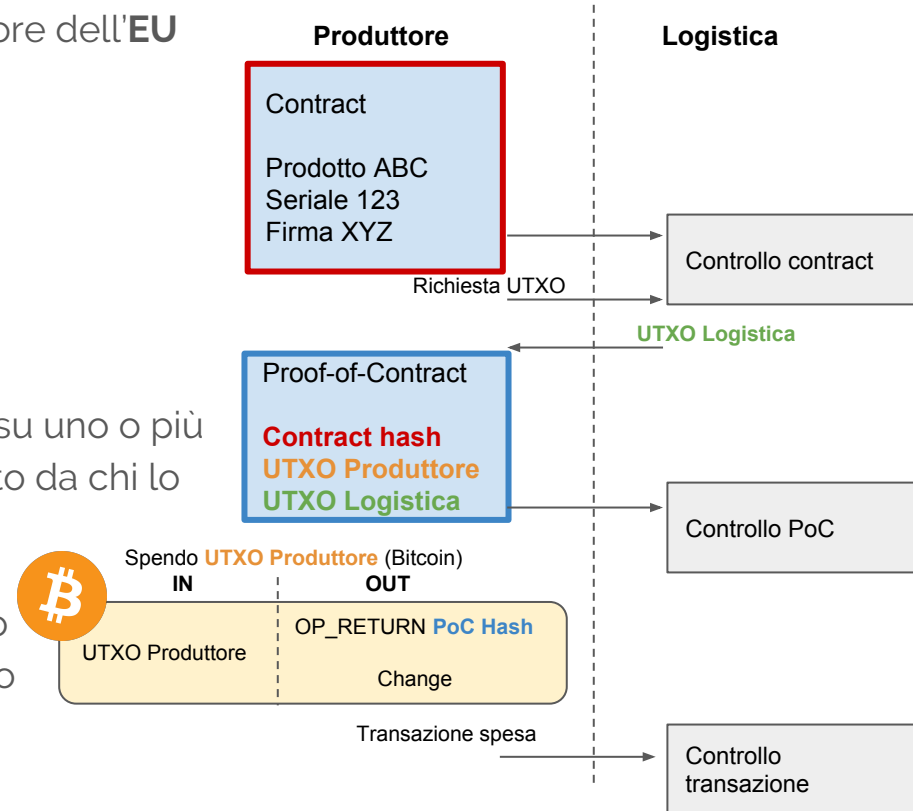 ore dell'EU
Produttore
Logistica
Contract
Prodotto ABC
Seriale 123
Firma XYZ
Controllo contract
Richiesta UTXO
UTXO Logistica
Proof-of-Contract
su uno o più
Contract hash
to da chi lo
UTXO Produttore
UTXO Logistica
Controllo PoC
Spendo UTXO Produttore (Bitcoin)
IN
OUT
o
OP_RETURN PoC Hash
UTXO Produttore
o
Change
Transazione spesa
Controllo
transazione